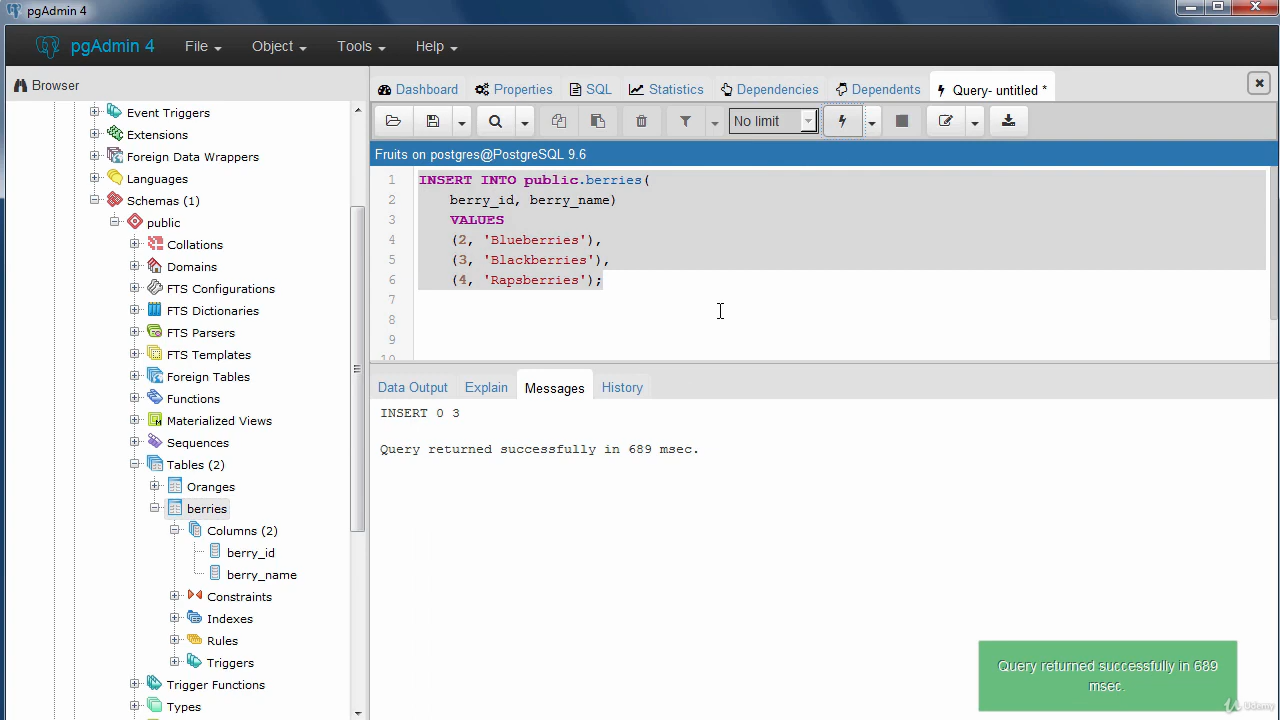 pgAdmin 4
pgAdmin 4 File Object Tools Help
Browser
Dashboard Properties SQL Statistics Dependencies Dependents Query- untitled *
No limit
Fruits on postgres@PostgreSQL 9.6
Event Triggers
Extensions
Foreign Data Wrappers
Languages
Schemas (1)
public
Collations
Domains
FTS Configurations
FTS Dictionaries
FTS Parsers
FTS Templates
Foreign Tables
Functions
Materialized Views
Sequences
Tables (2)
Oranges
berries
Columns (2)
berry_id
berry_name
Constraints
Indexes
Rules
Triggers
Trigger Functions
Types
1 INSERT INTO public.berries(
2 berry_id, berry_name)
3 VALUES
4 (2, 'Blueberries'),
5 (3, 'Blackberries'),
6 (4, 'Rapsberries');
7
8
9
10
Data Output Explain Messages History
INSERT 0 3
Query returned successfully in 689 msec.
Query returned successfully in 689
msec.
Udemy